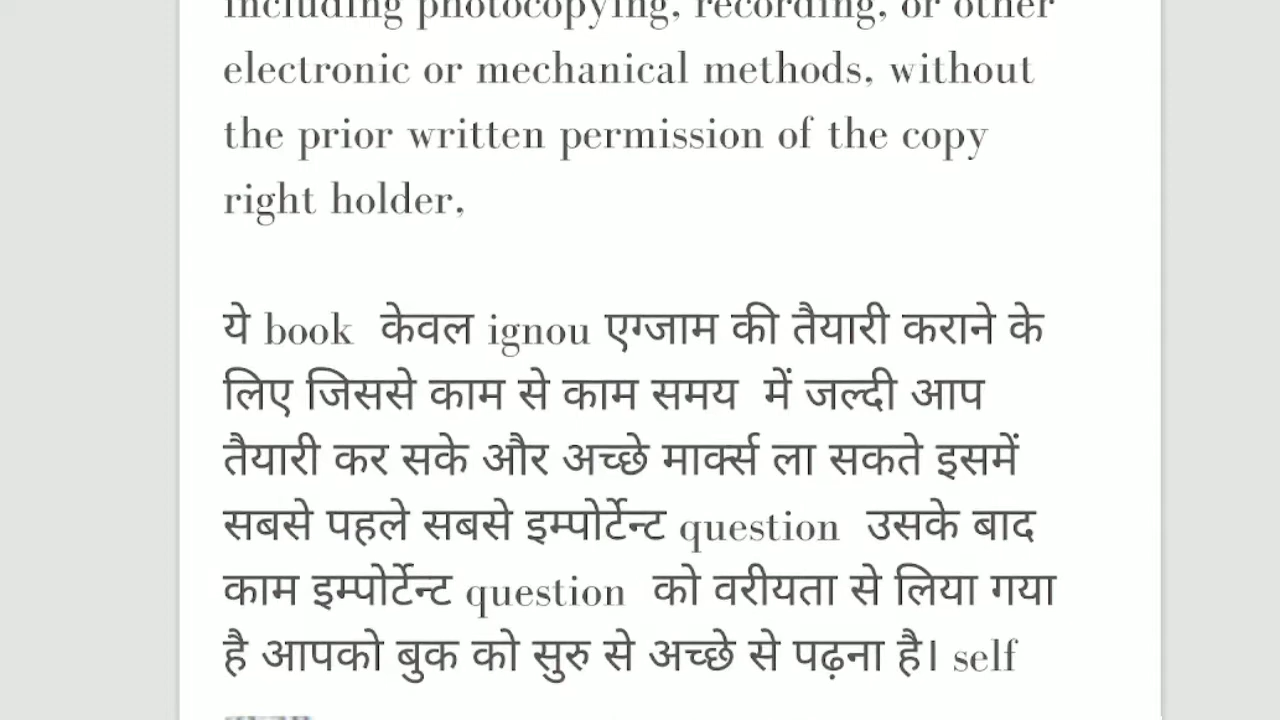 including photocopying, recording, or other
electronic or mechanical methods, without
the prior written permission of the copy
right holder,
ये book केवल ignou एग्जाम की तैयारी कराने के
लिए जिससे काम से काम समय में जल्दी आप
तैयारी कर सके और अच्छे मार्क्स ला सकते इसमें
सबसे पहले सबसे इम्पोर्टेन्ट question उसके बाद
काम इम्पोर्टेन्ट question को वरीयता से लिया गया
है आपको बुक को सुरु से अच्छे से पढ़ना है। self